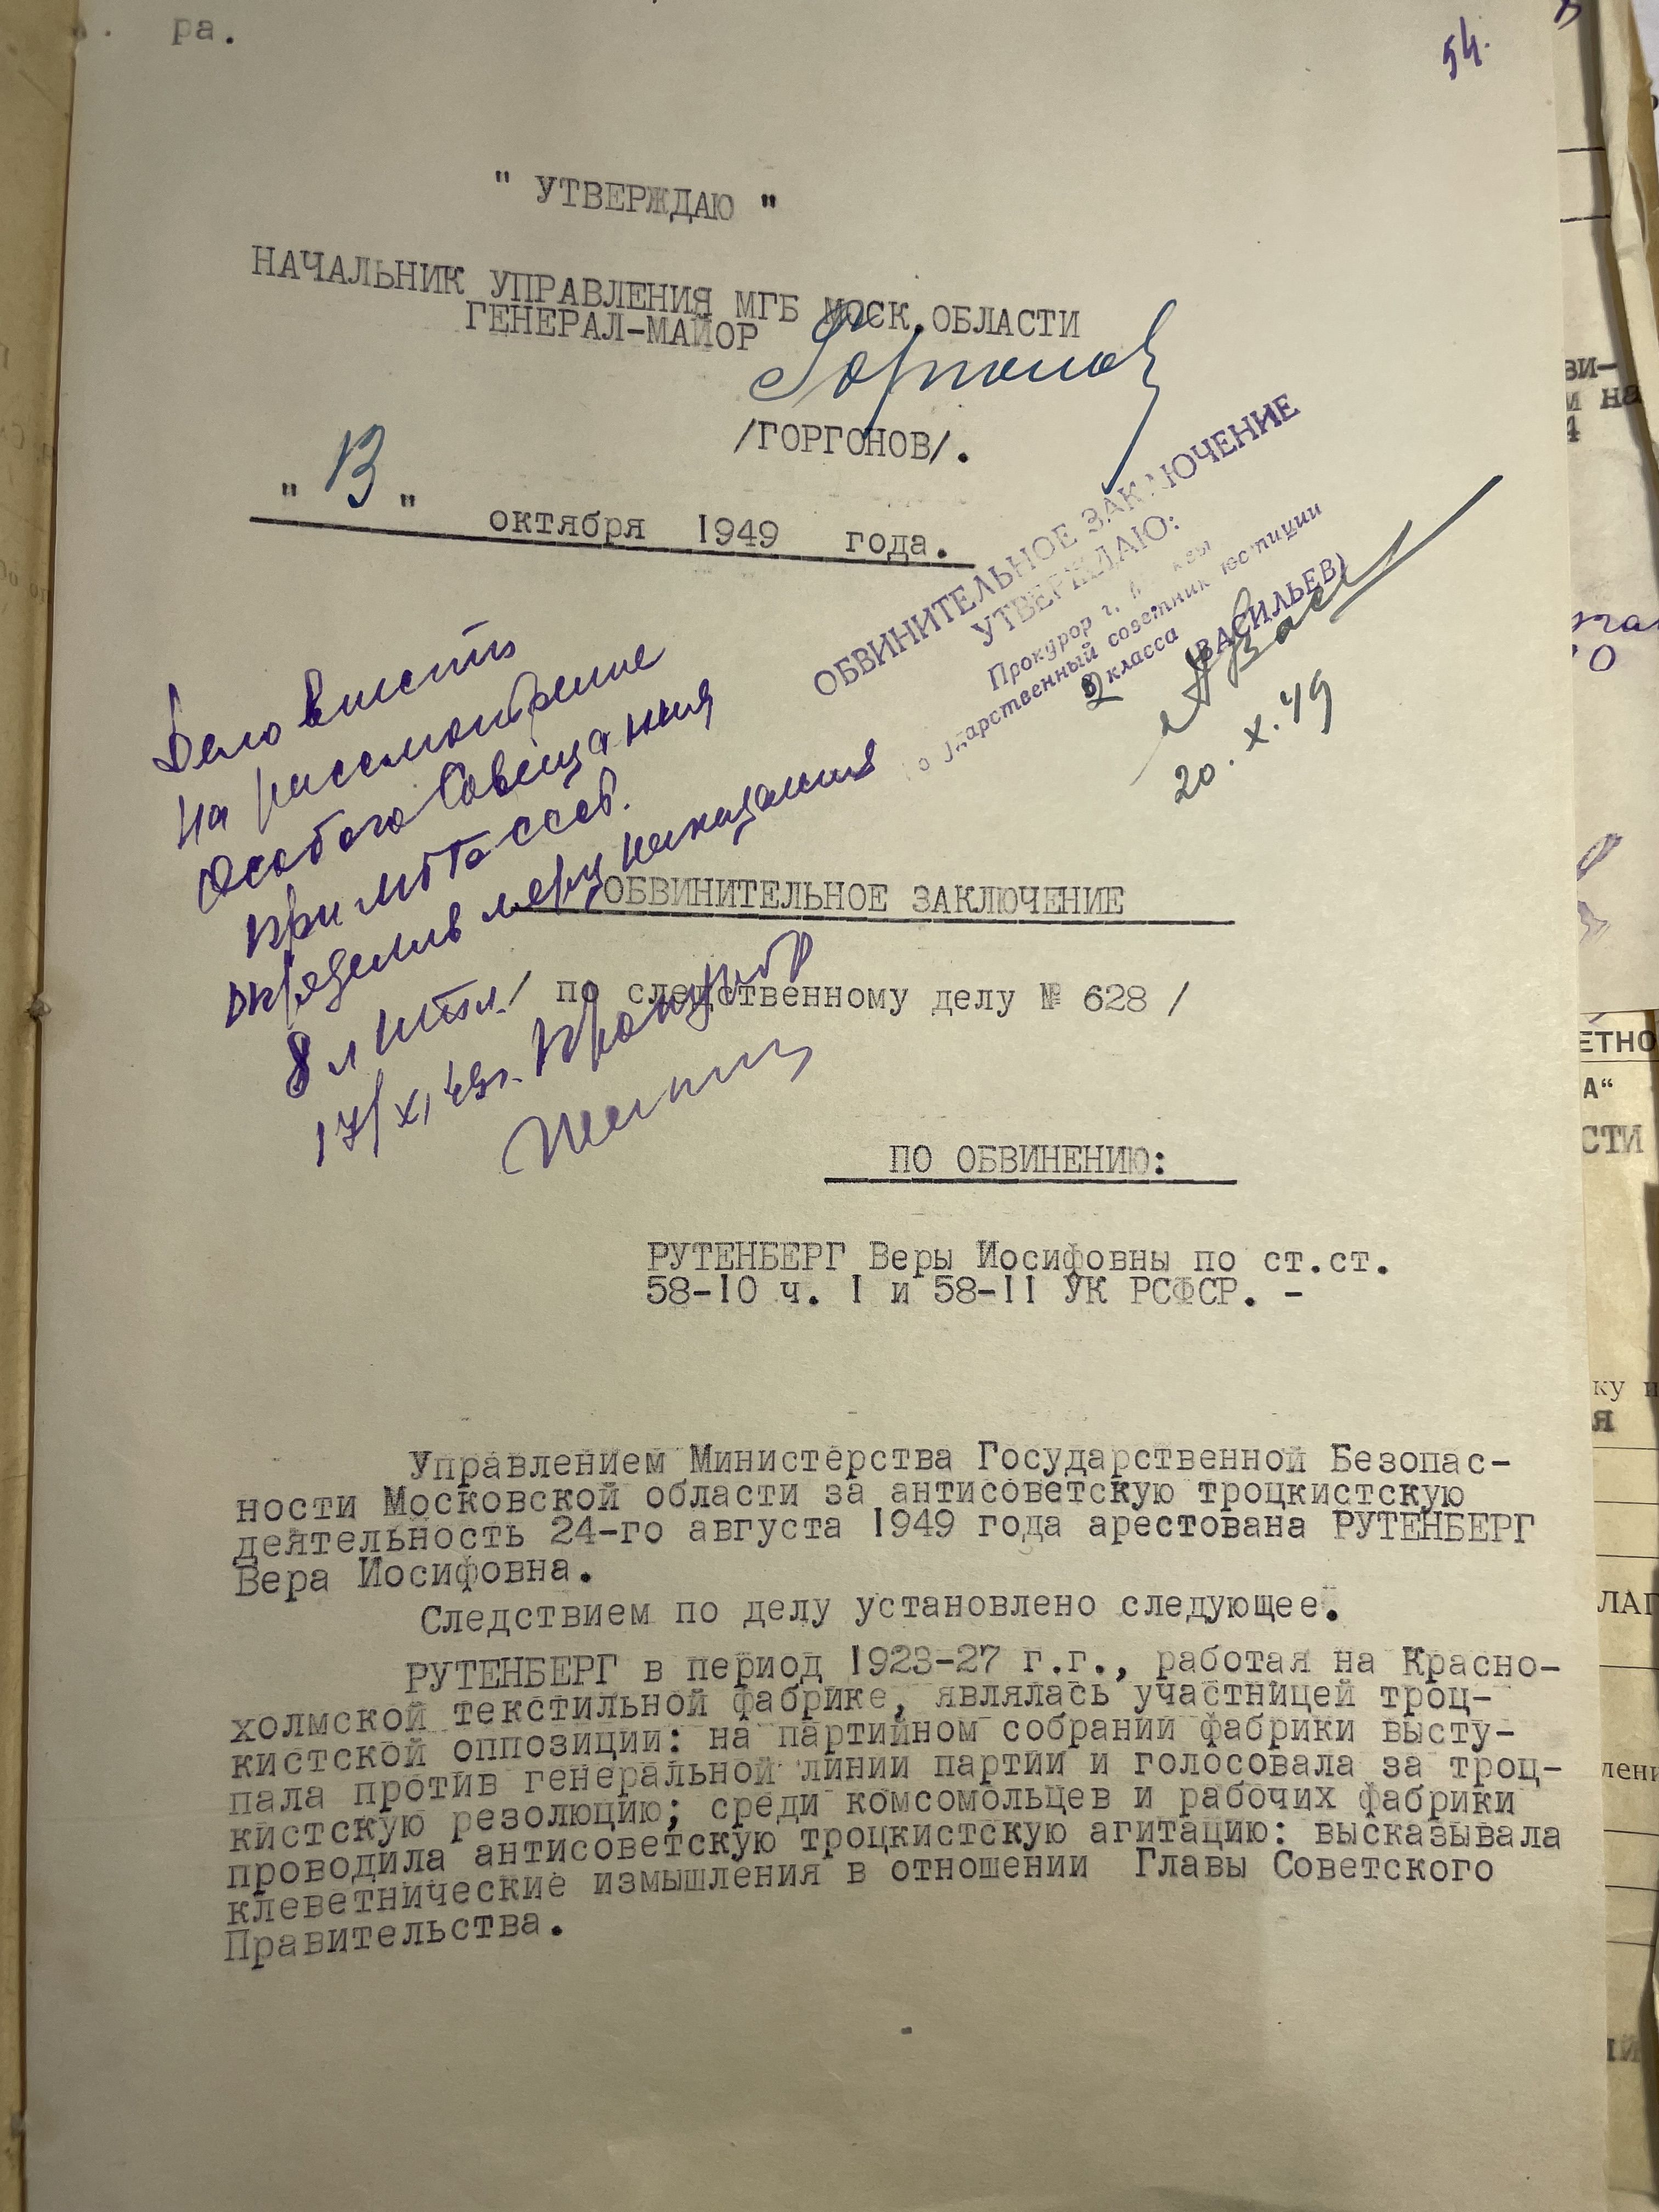 ра.
54.
" УТВЕРЖДАЮ "
НАЧАЛЬНИК УПРАВЛЕНИЯ МГБ МОСК.ОБЛАСТИ
ГЕНЕРАЛ-МАЙОР
/ГОРГОНОВ/.
" 13 " октября 1949 года.
ОБВИНИТЕЛЬНОЕ ЗАКЛЮЧЕНИЕ
УТВЕРЖДАЮ:
Прокурор г.
советник юстиции
2 класса (ВАСИЛЬЕВ)
20.X.49
Дело внести
на рассмотрение
Особого Совещания
при МГБ СССР.
определив меру наказания
8 л ИТЛ.
17/XI 49г. Прокурор
ОБВИНИТЕЛЬНОЕ ЗАКЛЮЧЕНИЕ
/ по следственному делу № 628 /
ПО ОБВИНЕНИЮ:
РУТЕНБЕРГ Веры Иосифовны по ст.ст.
58-10 ч. I и 58-11 УК РСФСР. -
Управлением Министерства Государственной Безопас-
ности Московской области за антисоветскую троцкистскую
деятельность 24-го августа 1949 года арестована РУТЕНБЕРГ
Вера Иосифовна.
Следствием по делу установлено следующее.
РУТЕНБЕРГ в период 1923-27 г.г., работая на Красно-
холмской текстильной фабрике, являлась участницей троц-
кистской оппозиции: на партийном собрании фабрики высту-
пала против генеральной линии партии и голосовала за троц-
кистскую резолюцию; среди комсомольцев и рабочих фабрики
проводила антисоветскую троцкистскую агитацию: высказывала
клеветнические измышления в отношении Главы Советского
Правительства.